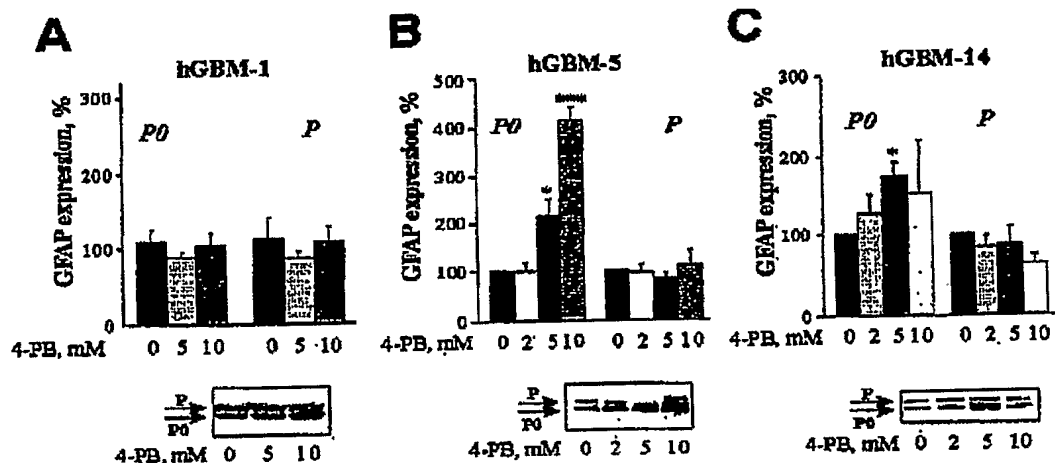 A
hGBM-1
GFAP expression, %
300
200
100
0
P0
P
4-PB, mM 0 5 10 0 5 10
P
P0
4-PB, mM 0 5 10
B
hGBM-5
GFAP expression, %
500
400
300
200
100
0
P0
P
*
4-PB, mM 0 2 5 10 0 2 5 10
P
P0
4-PB, mM 0 2 5 10
C
hGBM-14
GFAP expression, %
300
200
100
0
P0
P
*
4-PB, mM 0 2 5 10 0 2 5 10
P
P0
4-PB, mM 0 2 5 10